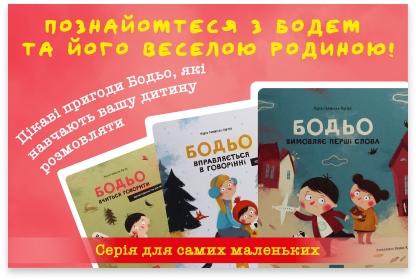 ПОЗНАЙОМТЕСЯ З БОДЕМ
ТА ЙОГО ВЕСЕЛОЮ РОДИНОЮ!
Цікаві пригоди Бодьо, які
навчають вашу дитину
розмовляти
БОДЬО
ВЧИТЬСЯ ГОВОРИТИ
БОДЬО
ВПРАВЛЯЄТЬСЯ
В ГОВОРІННІ
БОДЬО
ВИМОВЛЯЄ ПЕРШІ СЛОВА
Серія для самих маленьких